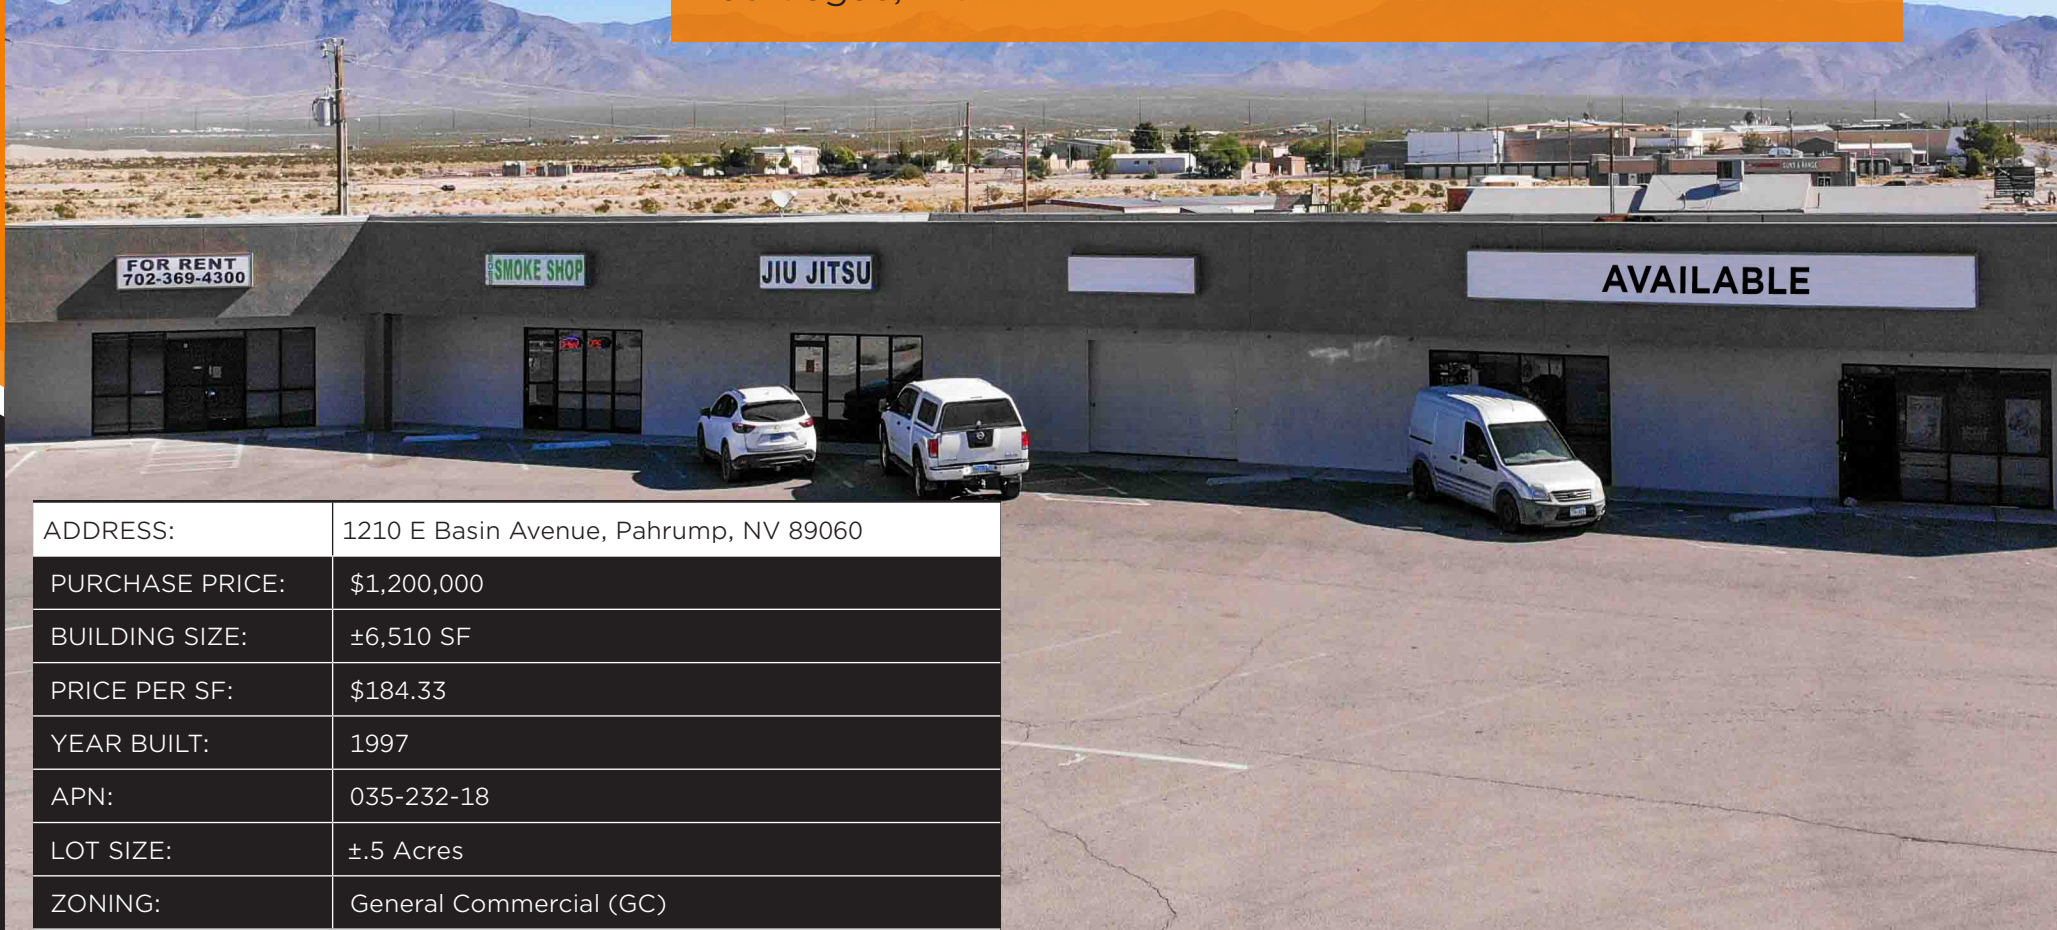 FOR RENT
702-369-4300
SMOKE SHOP
JIU JITSU
AVAILABLE
GUNS & RANGE
ADDRESS: 1210 E Basin Avenue, Pahrump, NV 89060
PURCHASE PRICE: $1,200,000
BUILDING SIZE: ±6,510 SF
PRICE PER SF: $184.33
YEAR BUILT: 1997
APN: 035-232-18
LOT SIZE: ±.5 Acres
ZONING: General Commercial (GC)